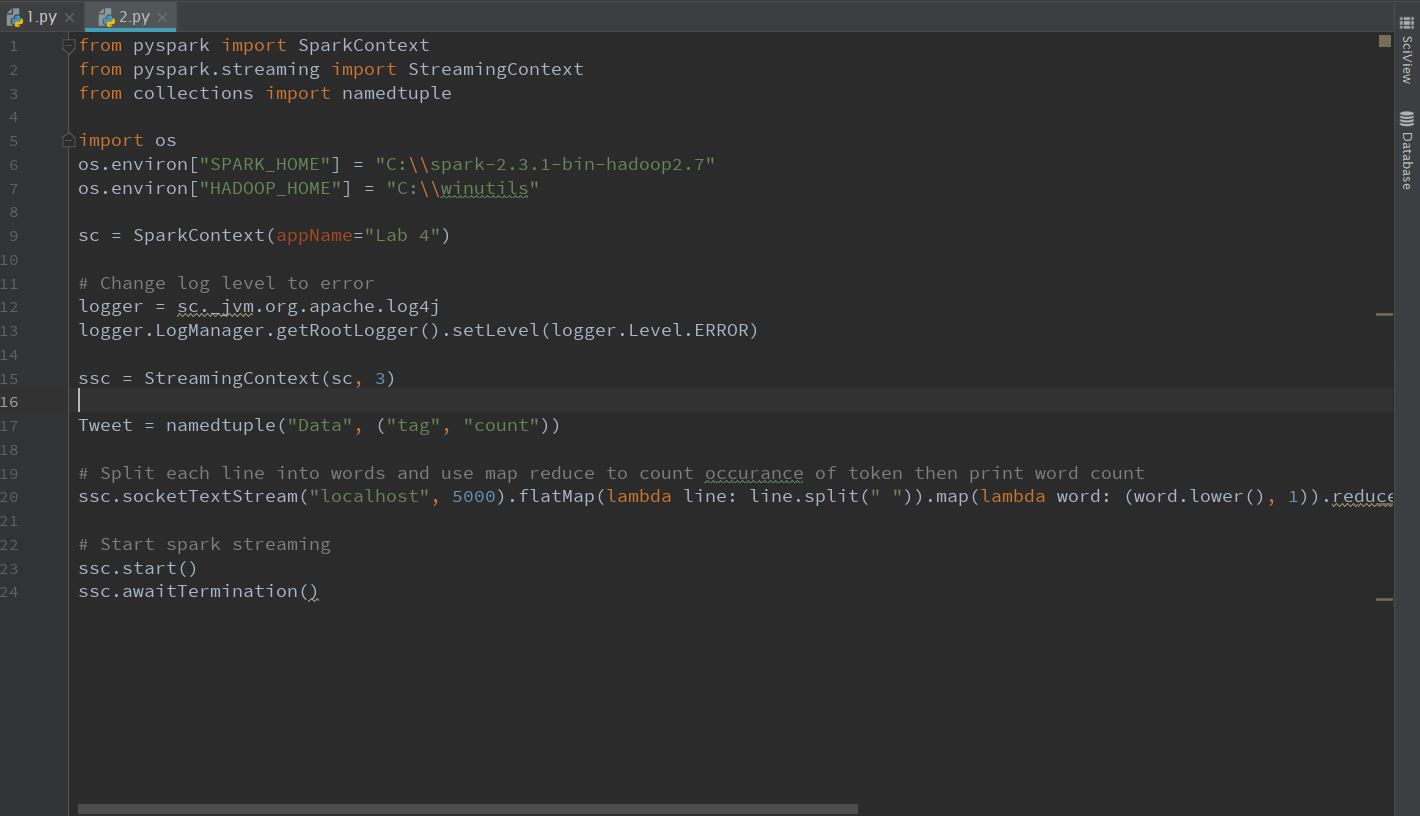 1.py
2.py
1 from pyspark import SparkContext
2 from pyspark.streaming import StreamingContext
3 from collections import namedtuple
4
5 import os
6 os.environ["SPARK_HOME"] = "C:\\spark-2.3.1-bin-hadoop2.7"
7 os.environ["HADOOP_HOME"] = "C:\\winutils"
8
9 sc = SparkContext(appName="Lab 4")
10
11 # Change log level to error
12 logger = sc._jvm.org.apache.log4j
13 logger.LogManager.getRootLogger().setLevel(logger.Level.ERROR)
14
15 ssc = StreamingContext(sc, 3)
16
17 Tweet = namedtuple("Data", ("tag", "count"))
18
19 # Split each line into words and use map reduce to count occurance of token then print word count
20 ssc.socketTextStream("localhost", 5000).flatMap(lambda line: line.split(" ")).map(lambda word: (word.lower(), 1)).reduce
21
22 # Start spark streaming
23 ssc.start()
24 ssc.awaitTermination()
SciView
Database